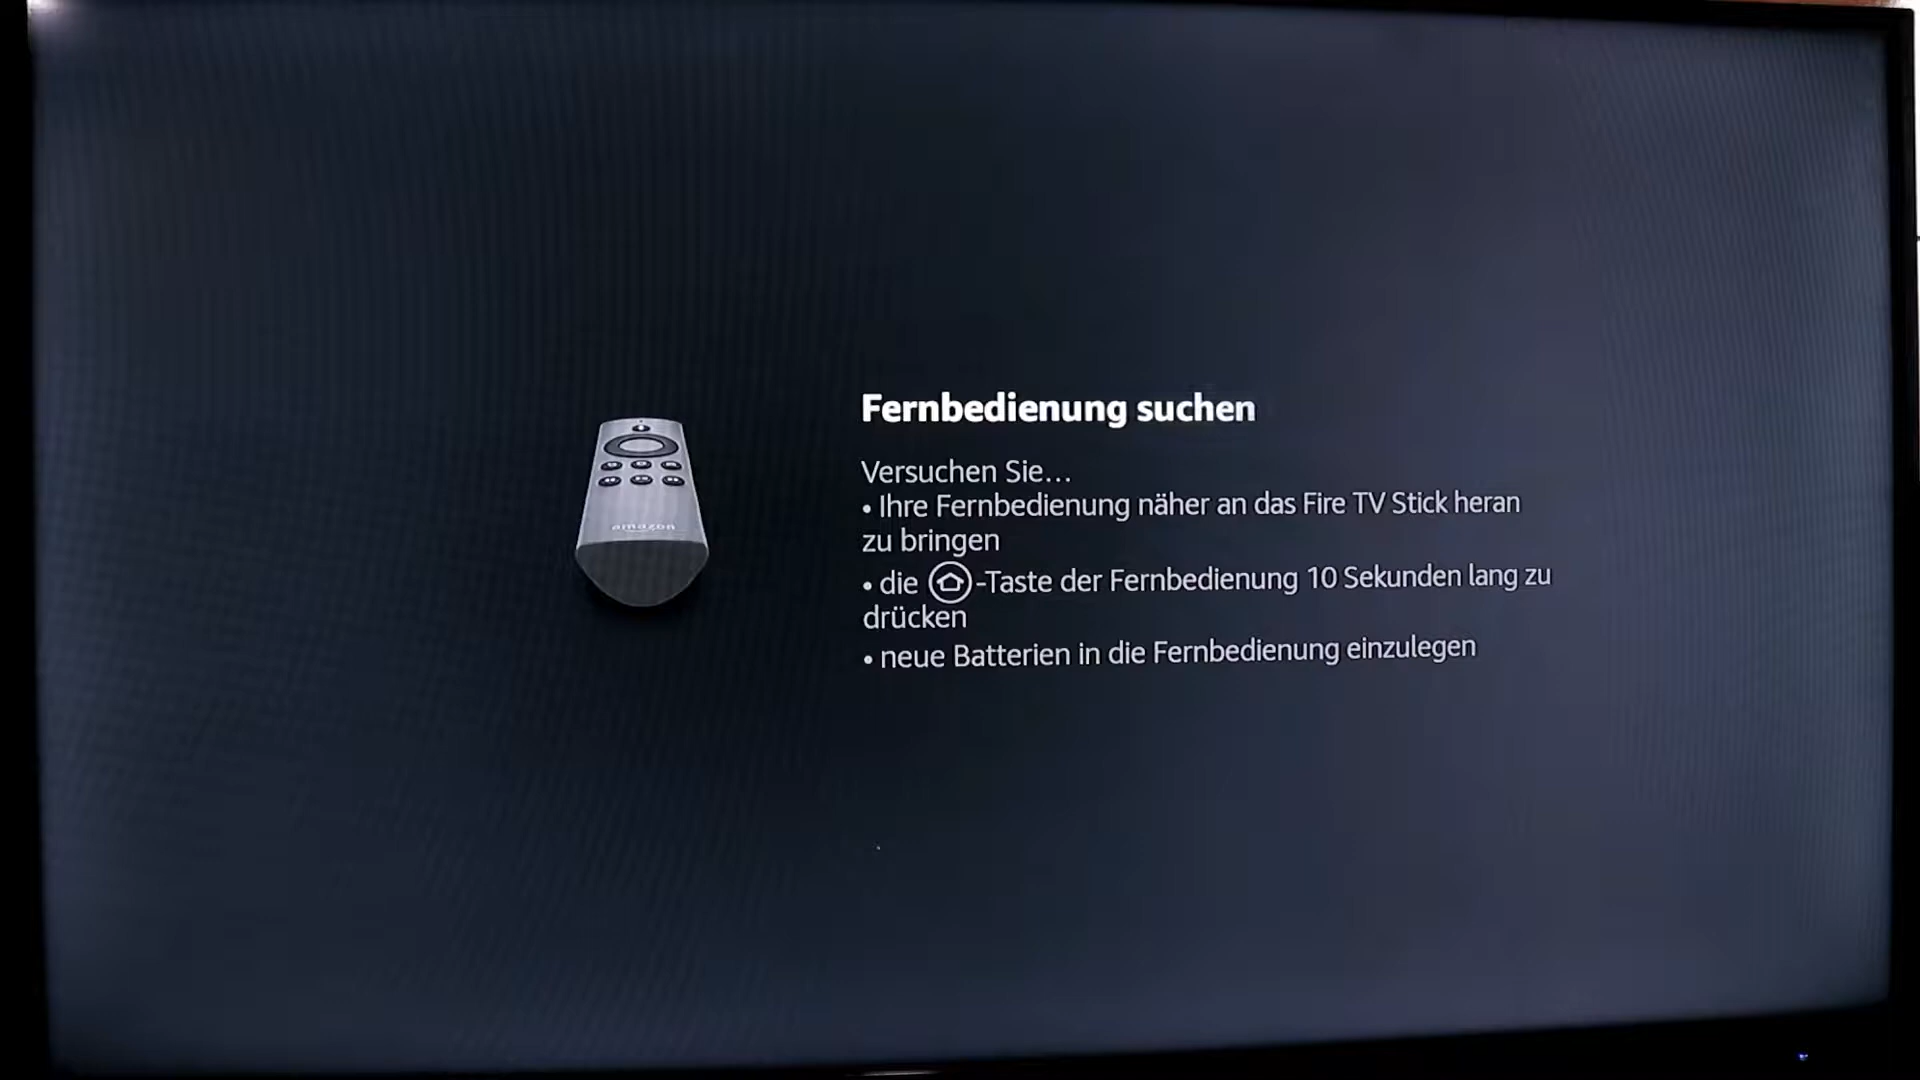 Fernbedienung suchen
Versuchen Sie...
• Ihre Fernbedienung näher an das Fire TV Stick heran
zu bringen
• die -Taste der Fernbedienung 10 Sekunden lang zu
drücken
• neue Batterien in die Fernbedienung einzulegen
amazon